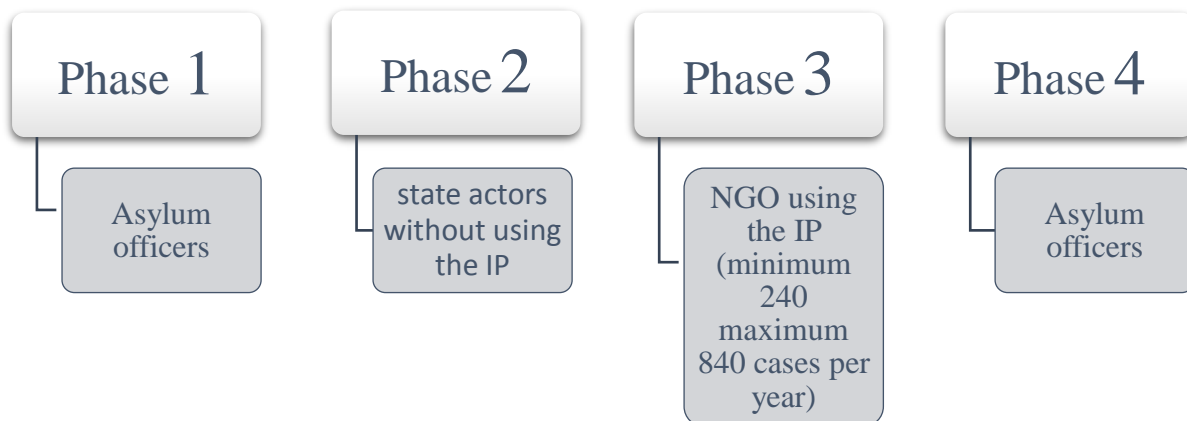 Phase 1
Asylum
officers
Phase 2
state actors
without using
the IP
Phase 3
NGO using
the IP
(minimum
240
maximum
840 cases per
year)
Phase 4
Asylum
officers